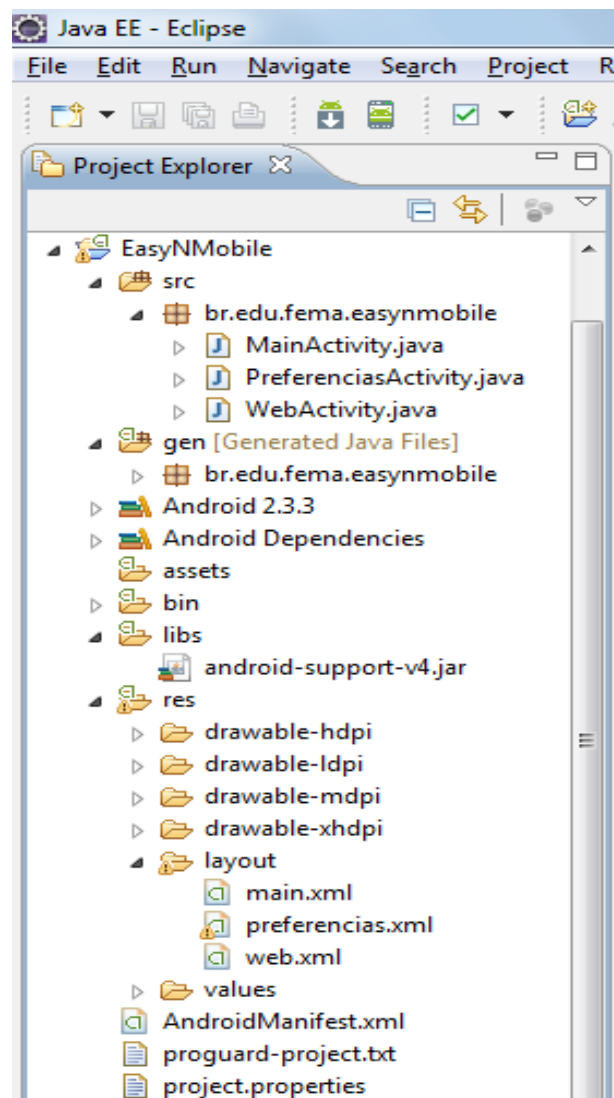 Java EE - Eclipse
File Edit Run Navigate Search Project R
Project Explorer
EasyNMobile
src
br.edu.fema.easynmobile
MainActivity.java
PreferenciasActivity.java
WebActivity.java
gen [Generated Java Files]
br.edu.fema.easynmobile
Android 2.3.3
Android Dependencies
assets
bin
libs
android-support-v4.jar
res
drawable-hdpi
drawable-ldpi
drawable-mdpi
drawable-xhdpi
layout
main.xml
preferencias.xml
web.xml
values
AndroidManifest.xml
proguard-project.txt
project.properties